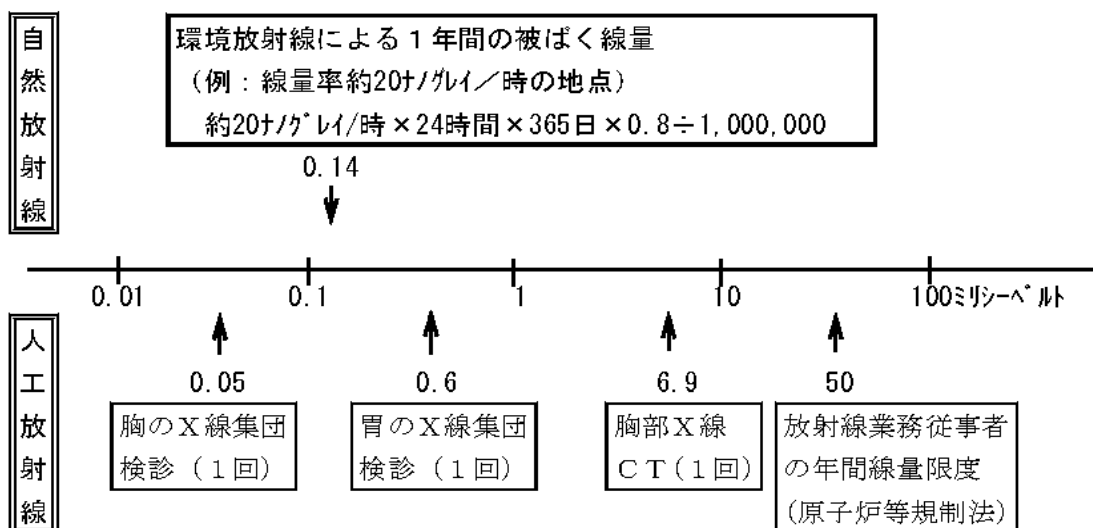 自然放射線
環境放射線による1年間の被ばく線量
(例：線量率約20ﾅﾉｸﾞﾚｲ／時の地点)
約20ﾅﾉｸﾞﾚｲ/時×24時間×365日×0.8÷1,000,000
0.14
0.01
0.1
1
10
100ﾐﾘｼｰﾍﾞﾙﾄ
人工放射線
0.05
胸のＸ線集団
検診（１回）
0.6
胃のＸ線集団
検診（１回）
6.9
胸部Ｘ線
ＣＴ(１回)
50
放射線業務従事者
の年間線量限度
(原子炉等規制法)